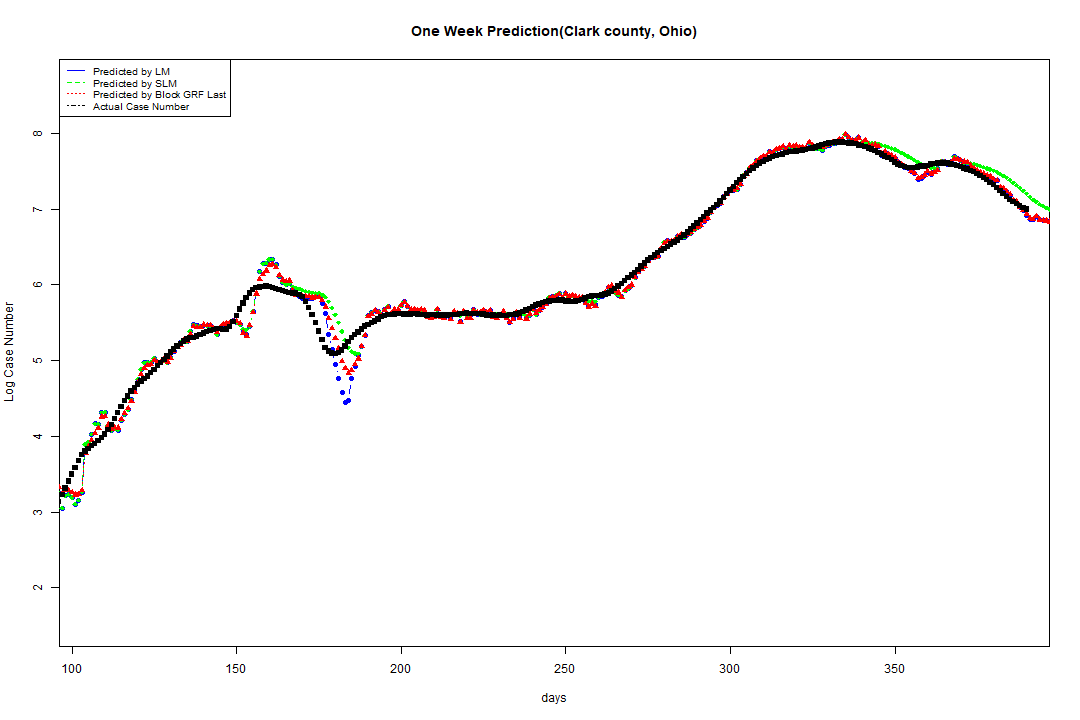 One Week Prediction(Clark county, Ohio)
Predicted by LM
Predicted by SLM
Predicted by Block GRF Last
Actual Case Number
Log Case Number
8
7
6
5
4
3
2
100 150 200 250 300 350
days